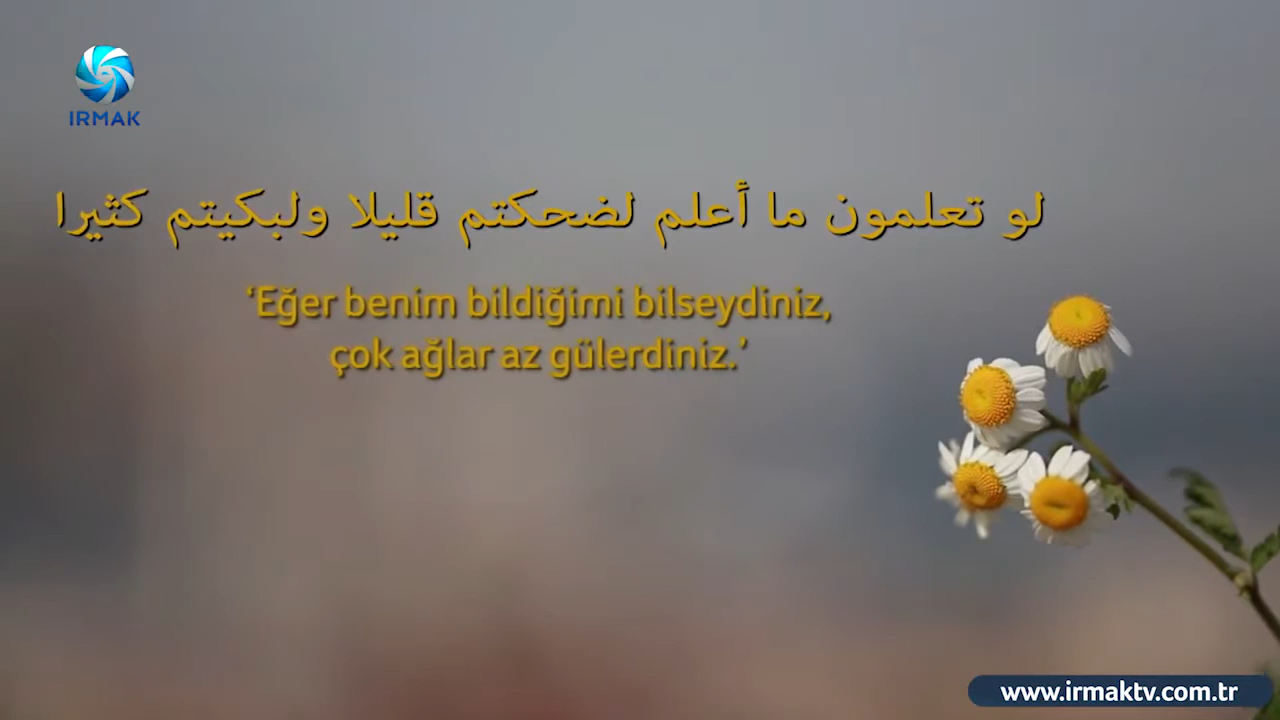 IRMAK
لو تعلمون ما أعلم لضحكتم قليلا ولبكيتم كثيرا
‘Eğer benim bildiğimi bilseydiniz,
çok ağlar az gülerdiniz.’
www.irmaktv.com.tr